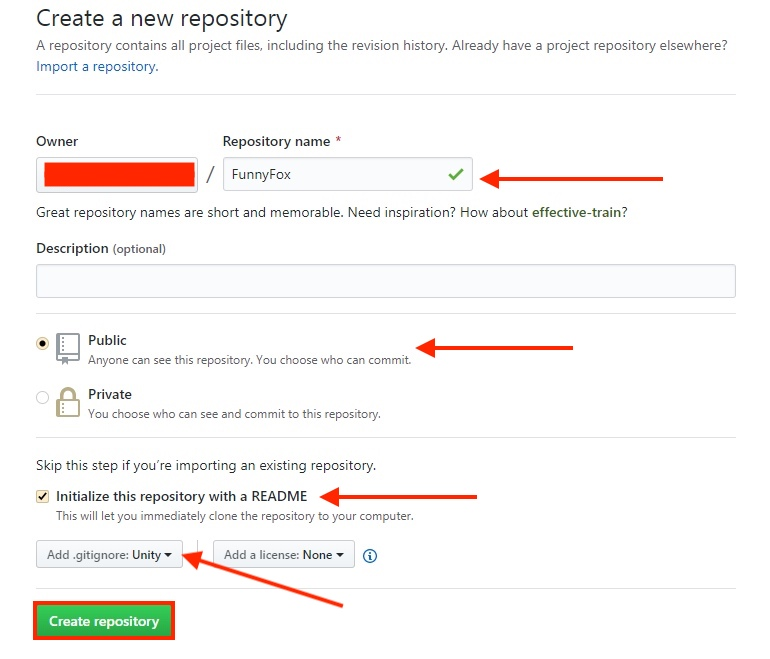 Create a new repository
A repository contains all project files, including the revision history. Already have a project repository elsewhere?
Import a repository.
Owner
Repository name *
/ FunnyFox
Great repository names are short and memorable. Need inspiration? How about effective-train?
Description (optional)
Public
Anyone can see this repository. You choose who can commit.
Private
You choose who can see and commit to this repository.
Skip this step if you’re importing an existing repository.
Initialize this repository with a README
This will let you immediately clone the repository to your computer.
Add .gitignore: Unity
Add a license: None
Create repository